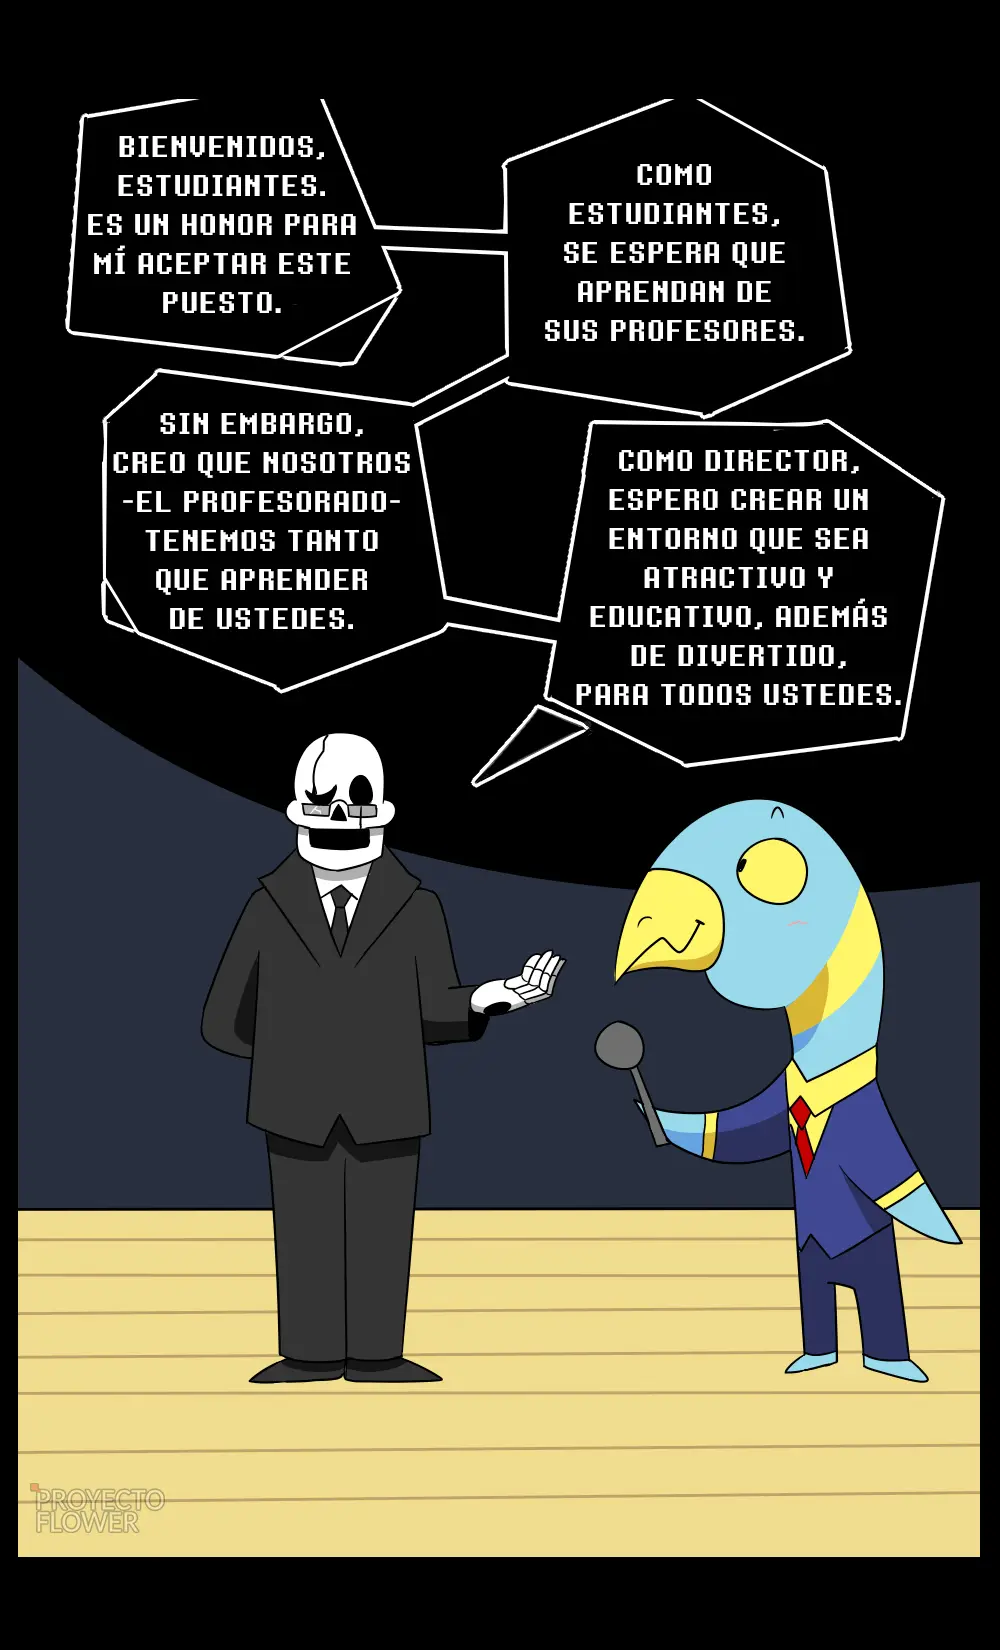 BIENVENIDOS,
ESTUDIANTES.
ES UN HONOR PARA
MÍ ACEPTAR ESTE
PUESTO.
COMO
ESTUDIANTES,
SE ESPERA QUE
APRENDAN DE
SUS PROFESORES.
SIN EMBARGO,
CREO QUE NOSOTROS
-EL PROFESORADO-
TENEMOS TANTO
QUE APRENDER
DE USTEDES.
COMO DIRECTOR,
ESPERO CREAR UN
ENTORNO QUE SEA
ATRACTIVO Y
EDUCATIVO, ADEMÁS
DE DIVERTIDO,
PARA TODOS USTEDES.
PROYECTO
FLOWER